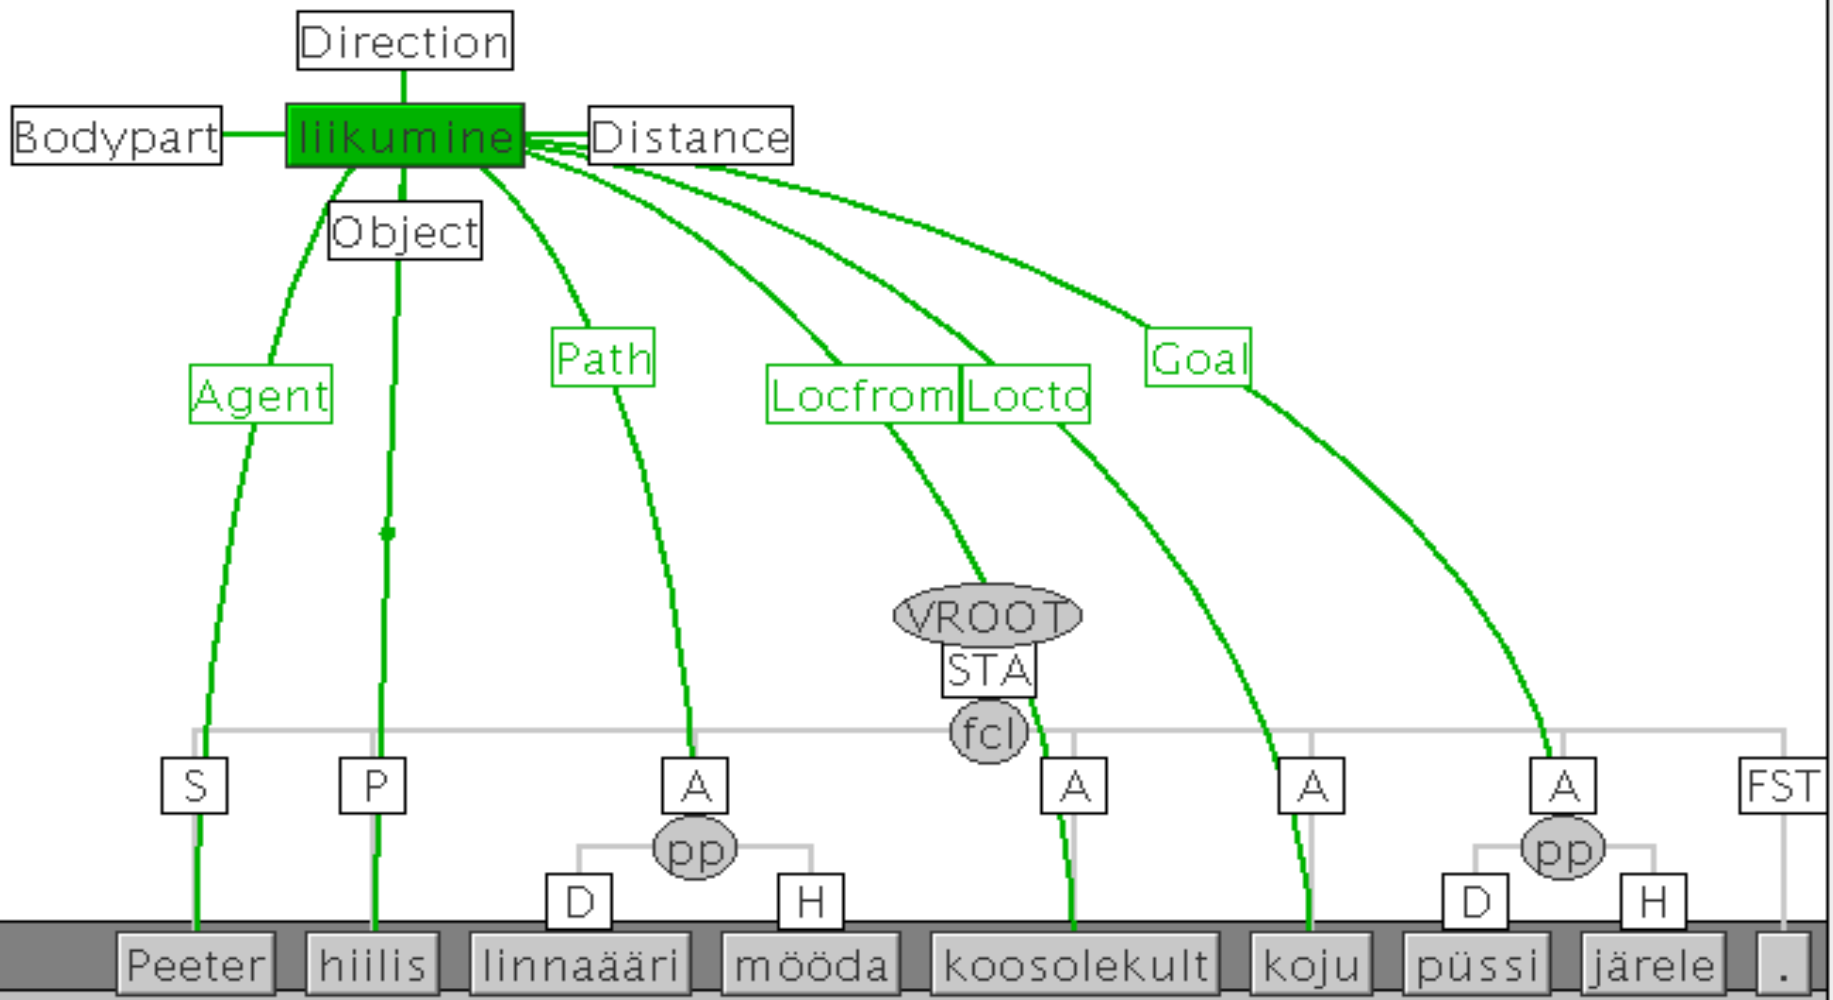 Direction
Bodypart liikumine Distance
Object
Path Goal
Agent Locfrom Locto
VROOT
STA
fcl
S P A A A A FST
pp pp
D H D H
Peeter hiilis linnaääri mööda koosolekult koju püssi järele .